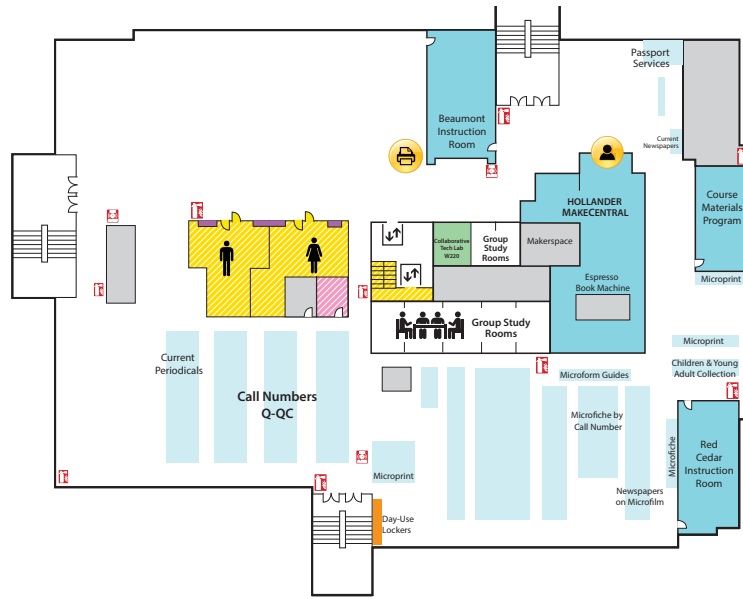 Passport
Services
Beaumont
Instruction
Room
Current
Newspapers
Course
Materials
Program
HOLLANDER
MAKECENTRAL
Collaborative
Tech Lab
W220
Group
Study
Rooms
Makerspace
Espresso
Book Machine
Microprint
Group Study
Rooms
Microprint
Current
Periodicals
Children & Young
Adult Collection
Microform Guides
Call Numbers
Q-QC
Microfiche by
Call Number
Microfiche
Red
Cedar
Instruction
Room
Microprint
Newspapers
on Microfilm
Day-Use
Lockers